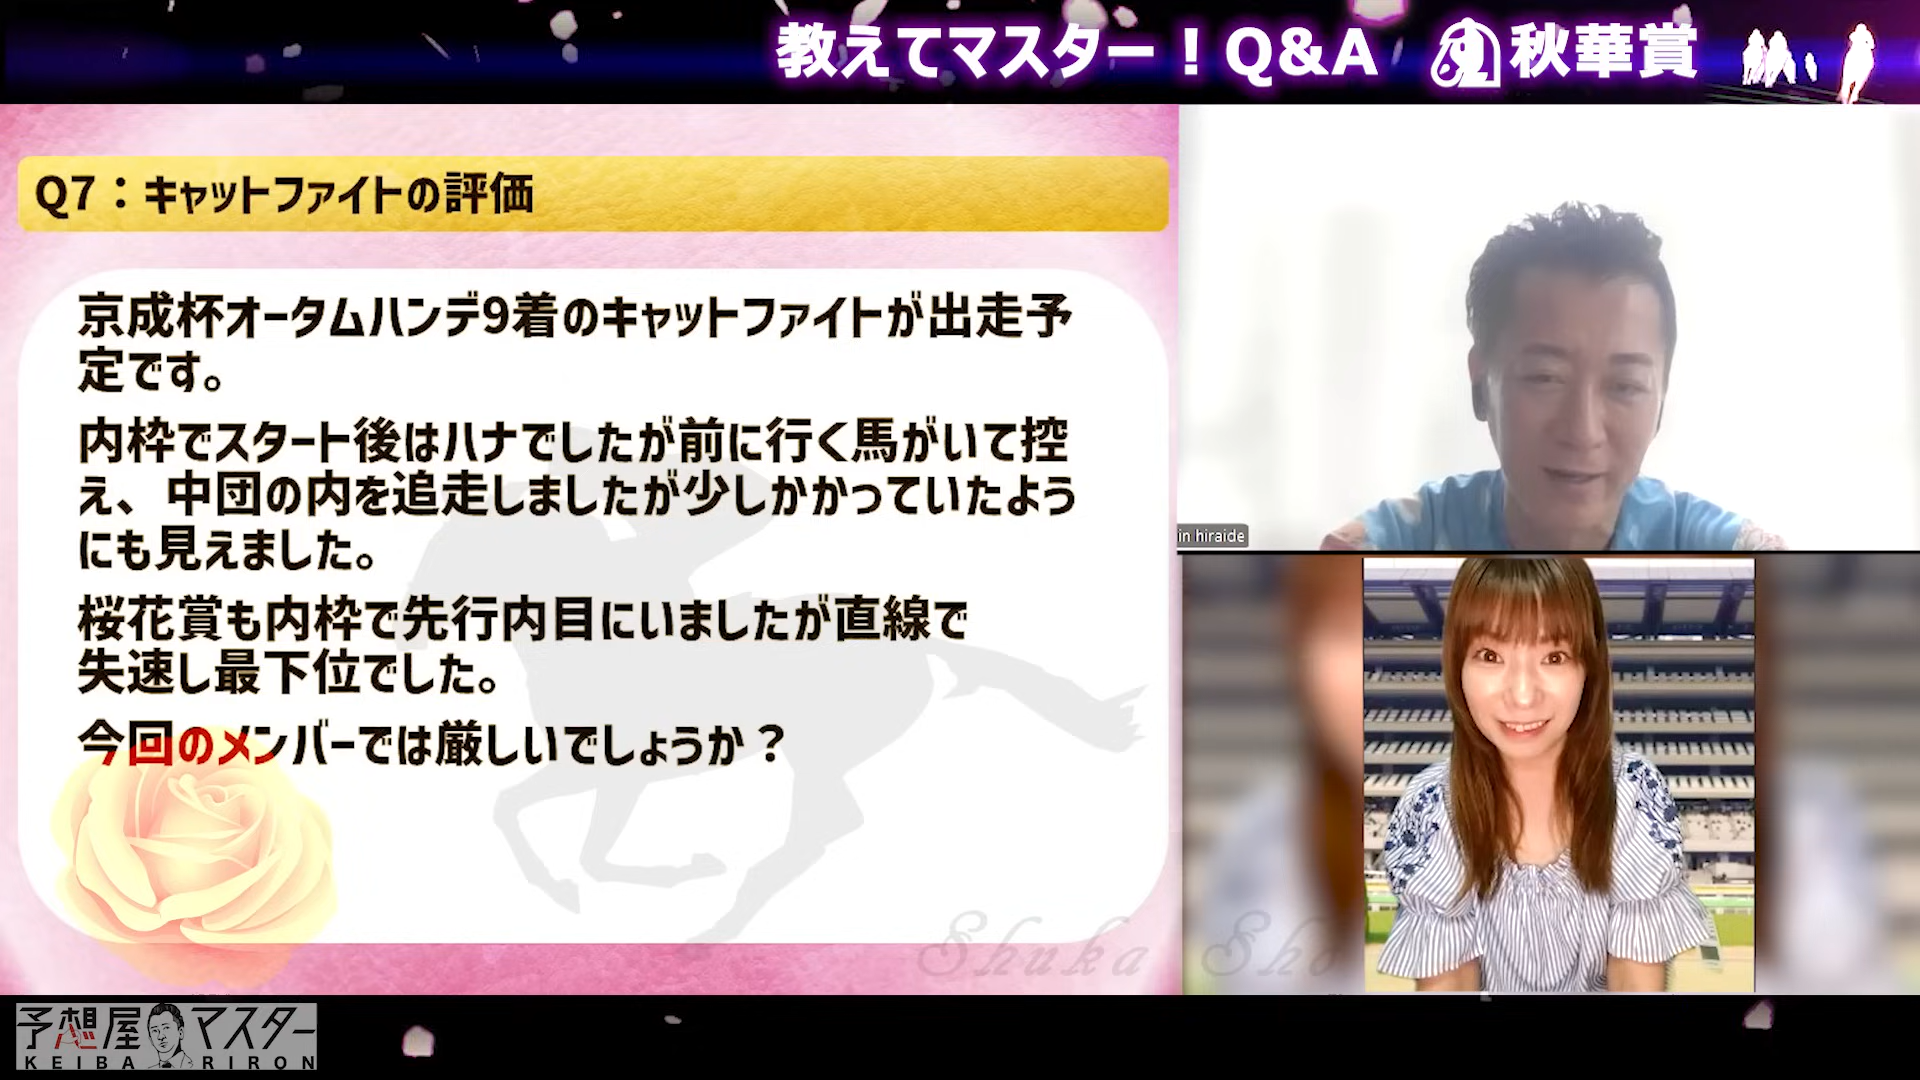 教えてマスター！Q&A 秋華賞
Q7：キャットファイトの評価
京成杯オータムハンデ9着のキャットファイトが出走予
定です。
内枠でスタート後はハナでしたが前に行く馬がいて控
え、中団の内を追走しましたが少しかかっていたよう
にも見えました。
桜花賞も内枠で先行内目にいましたが直線で
失速し最下位でした。
今回のメンバーでは厳しいでしょうか？
in hiraide
Shuka Sho
予想屋マスター
KEIBA RIRON